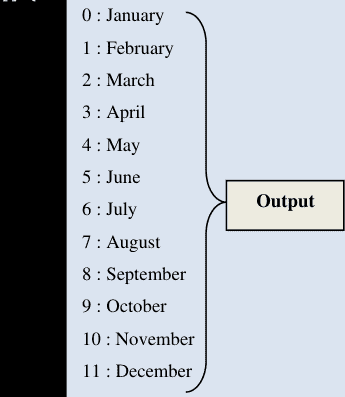 0 : January
1 : February
2 : March
3 : April
4 : May
5 : June
6 : July
7 : August
8 : September
9 : October
10 : November
11 : December
Output